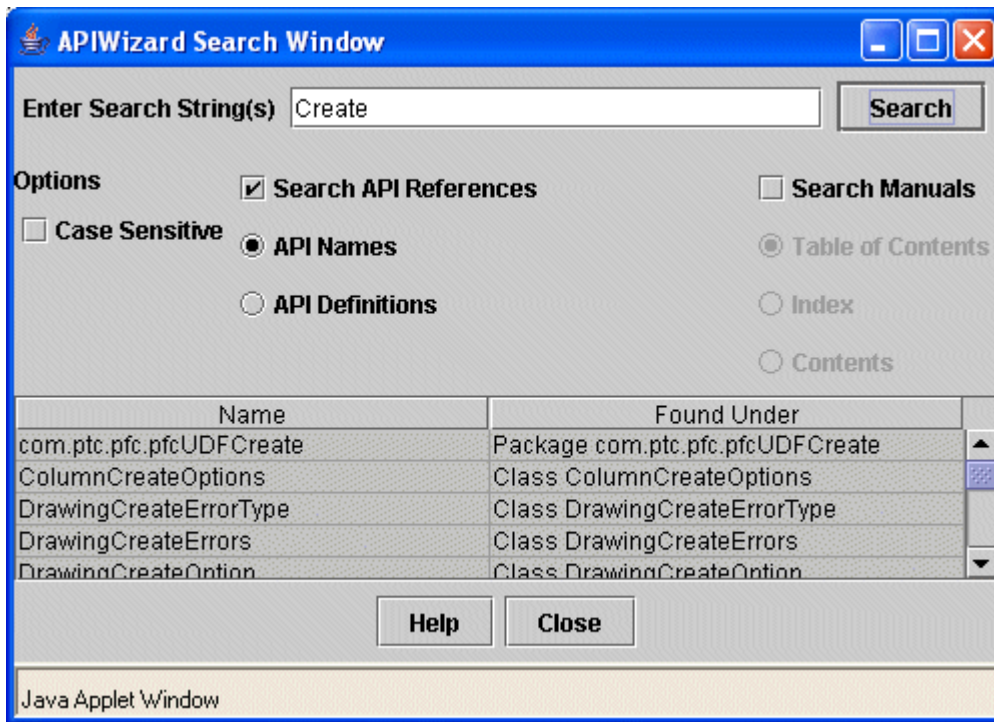 APIWizard Search Window
Enter Search String(s) Create Search
Options Search API References Search Manuals
Case Sensitive API Names Table of Contents
API Definitions Index
Contents
Name Found Under
com.ptc.pfc.pfcUDFCreate Package com.ptc.pfc.pfcUDFCreate
ColumnCreateOptions Class ColumnCreateOptions
DrawingCreateErrorType Class DrawingCreateErrorType
DrawingCreateErrors Class DrawingCreateErrors
DrawingCreateOption Class DrawingCreateOption
Help Close
Java Applet Window